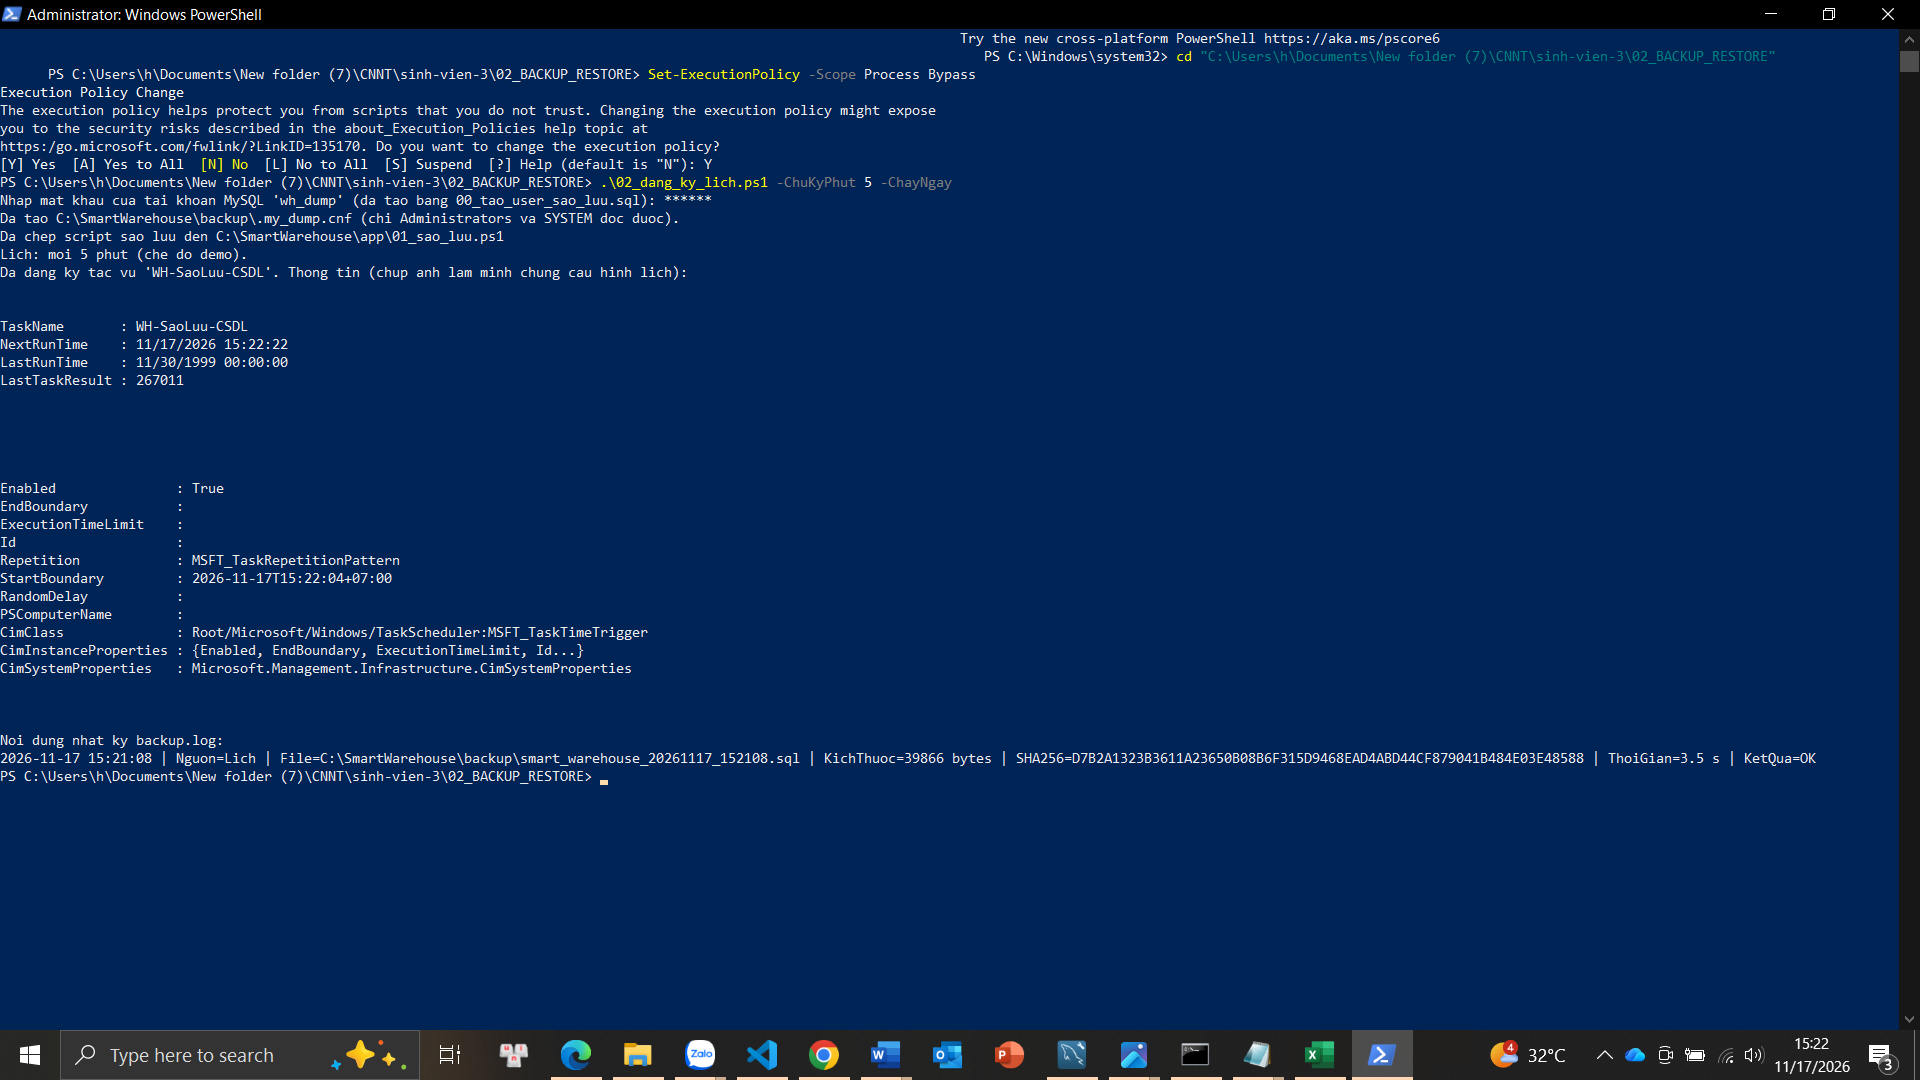 Administrator: Windows PowerShell
Try the new cross-platform PowerShell https://aka.ms/pscore6
PS C:\Windows\system32> cd "C:\Users\h\Documents\New folder (7)\CNNT\sinh-vien-3\02_BACKUP_RESTORE"
PS C:\Users\h\Documents\New folder (7)\CNNT\sinh-vien-3\02_BACKUP_RESTORE> Set-ExecutionPolicy -Scope Process Bypass
Execution Policy Change
The execution policy helps protect you from scripts that you do not trust. Changing the execution policy might expose
you to the security risks described in the about_Execution_Policies help topic at
https:/go.microsoft.com/fwlink/?LinkID=135170. Do you want to change the execution policy?
[Y] Yes  [A] Yes to All  [N] No  [L] No to All  [S] Suspend  [?] Help (default is "N"): Y
PS C:\Users\h\Documents\New folder (7)\CNNT\sinh-vien-3\02_BACKUP_RESTORE> .\02_dang_ky_lich.ps1 -ChuKyPhut 5 -ChayNgay
Nhap mat khau cua tai khoan MySQL 'wh_dump' (da tao bang 00_tao_user_sao_luu.sql): ******
Da tao C:\SmartWarehouse\backup\.my_dump.cnf (chi Administrators va SYSTEM doc duoc).
Da chep script sao luu den C:\SmartWarehouse\app\01_sao_luu.ps1
Lich: moi 5 phut (che do demo).
Da dang ky tac vu 'WH-SaoLuu-CSDL'. Thong tin (chup anh lam minh chung cau hinh lich):
TaskName       : WH-SaoLuu-CSDL
NextRunTime    : 11/17/2026 15:22:22
LastRunTime    : 11/30/1999 00:00:00
LastTaskResult : 267011
Enabled               : True
EndBoundary           :
ExecutionTimeLimit    :
Id                    :
Repetition            : MSFT_TaskRepetitionPattern
StartBoundary         : 2026-11-17T15:22:04+07:00
RandomDelay           :
PSComputerName        :
CimClass              : Root/Microsoft/Windows/TaskScheduler:MSFT_TaskTimeTrigger
CimInstanceProperties : {Enabled, EndBoundary, ExecutionTimeLimit, Id...}
CimSystemProperties   : Microsoft.Management.Infrastructure.CimSystemProperties
Noi dung nhat ky backup.log:
2026-11-17 15:21:08 | Nguon=Lich | File=C:\SmartWarehouse\backup\smart_warehouse_20261117_152108.sql | KichThuoc=39866 bytes | SHA256=D7B2A1323B3611A23650B08B6F315D9468EAD4ABD44CF879041B484E03E48588 | ThoiGian=3.5 s | KetQua=OK
PS C:\Users\h\Documents\New folder (7)\CNNT\sinh-vien-3\02_BACKUP_RESTORE>
Type here to search
Zalo
4
32°C
15:22
11/17/2026
3